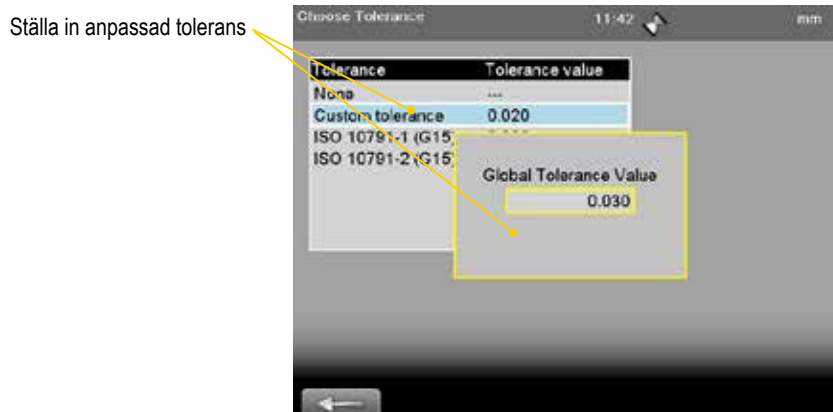 Ställa in anpassad tolerans
Choose Tolerance 11:42 mm
Tolerance Tolerance value
None ---
Custom tolerance 0.020
ISO 10791-1 (G15)
ISO 10791-2 (G15)
Global Tolerance Value
0.030